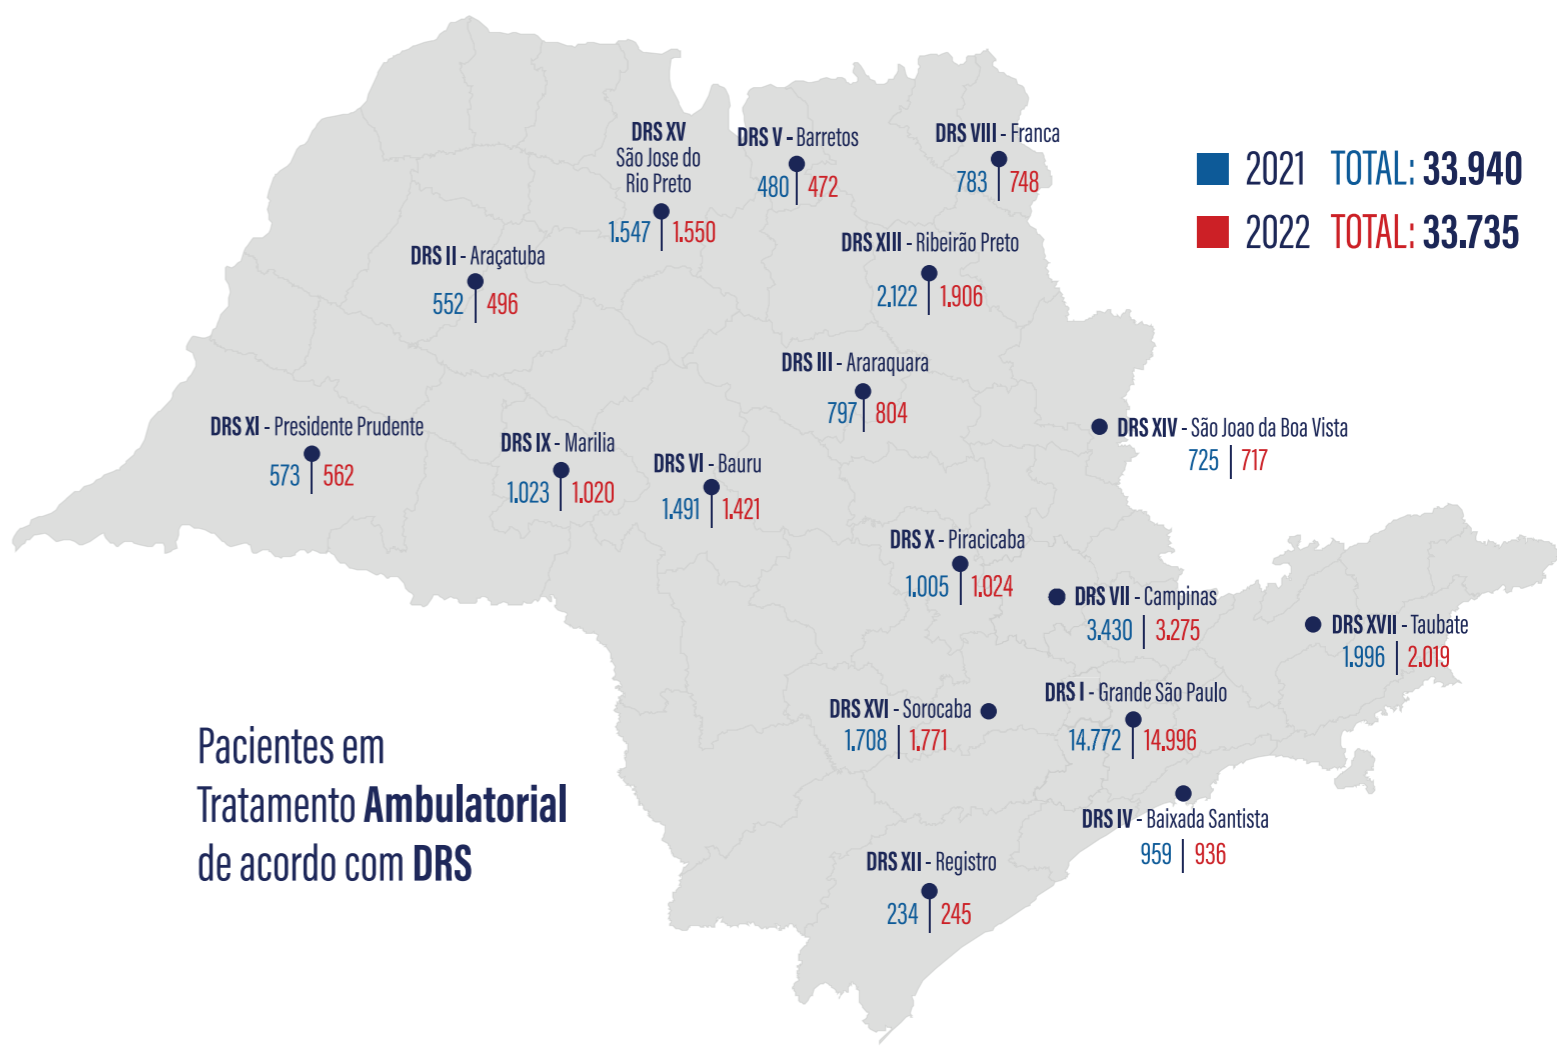 DRS XV
São Jose do
Rio Preto
1.547 | 1.550
DRS V - Barretos
480 | 472
DRS VIII - Franca
783 | 748
2021 TOTAL: 33.940
2022 TOTAL: 33.735
DRS II - Araçatuba
552 | 496
DRS XIII - Ribeirão Preto
2.122 | 1.906
DRS III - Araraquara
797 | 804
DRS XI - Presidente Prudente
573 | 562
DRS IX - Marilia
1.023 | 1.020
DRS VI - Bauru
1.491 | 1.421
DRS XIV - São Joao da Boa Vista
725 | 717
DRS X - Piracicaba
1.005 | 1.024
DRS VII - Campinas
3.430 | 3.275
DRS XVII - Taubate
1.996 | 2.019
DRS XVI - Sorocaba
1.708 | 1.771
DRS I - Grande São Paulo
14.772 | 14.996
DRS IV - Baixada Santista
959 | 936
DRS XII - Registro
234 | 245
Pacientes em
Tratamento Ambulatorial
de acordo com DRS